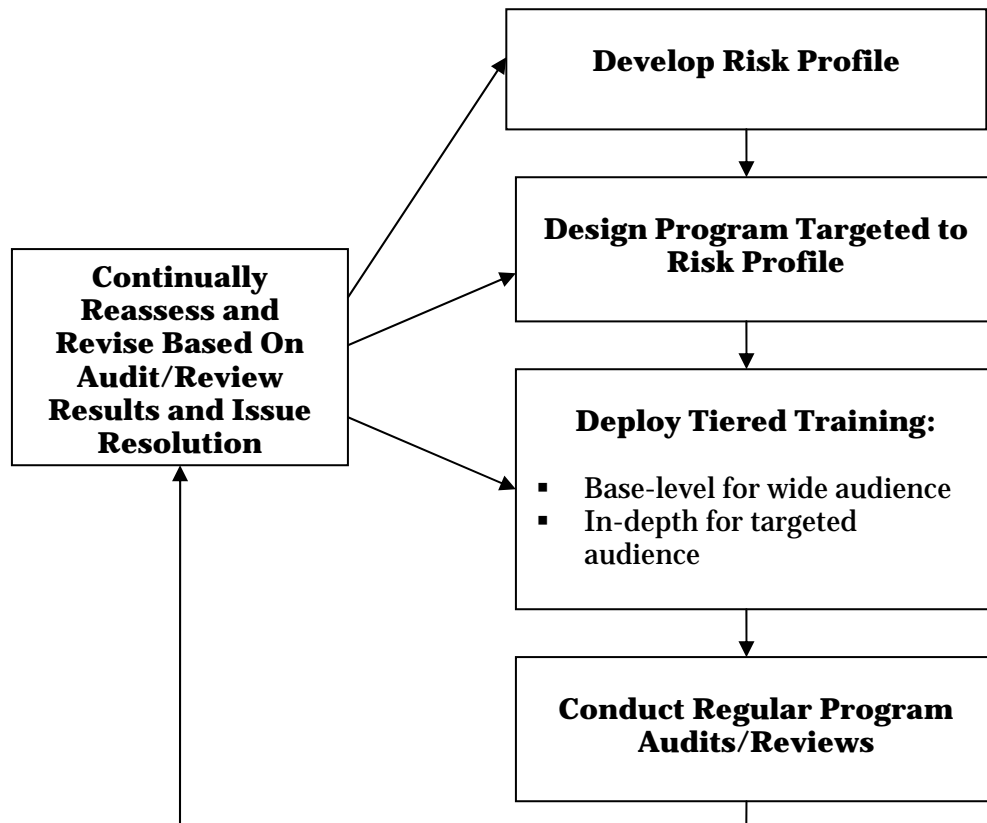 Develop Risk Profile
Design Program Targeted to
Risk Profile
Continually
Reassess and
Revise Based On
Audit/Review
Results and Issue
Resolution
Deploy Tiered Training:
▪ Base-level for wide audience
▪ In-depth for targeted
audience
Conduct Regular Program
Audits/Reviews